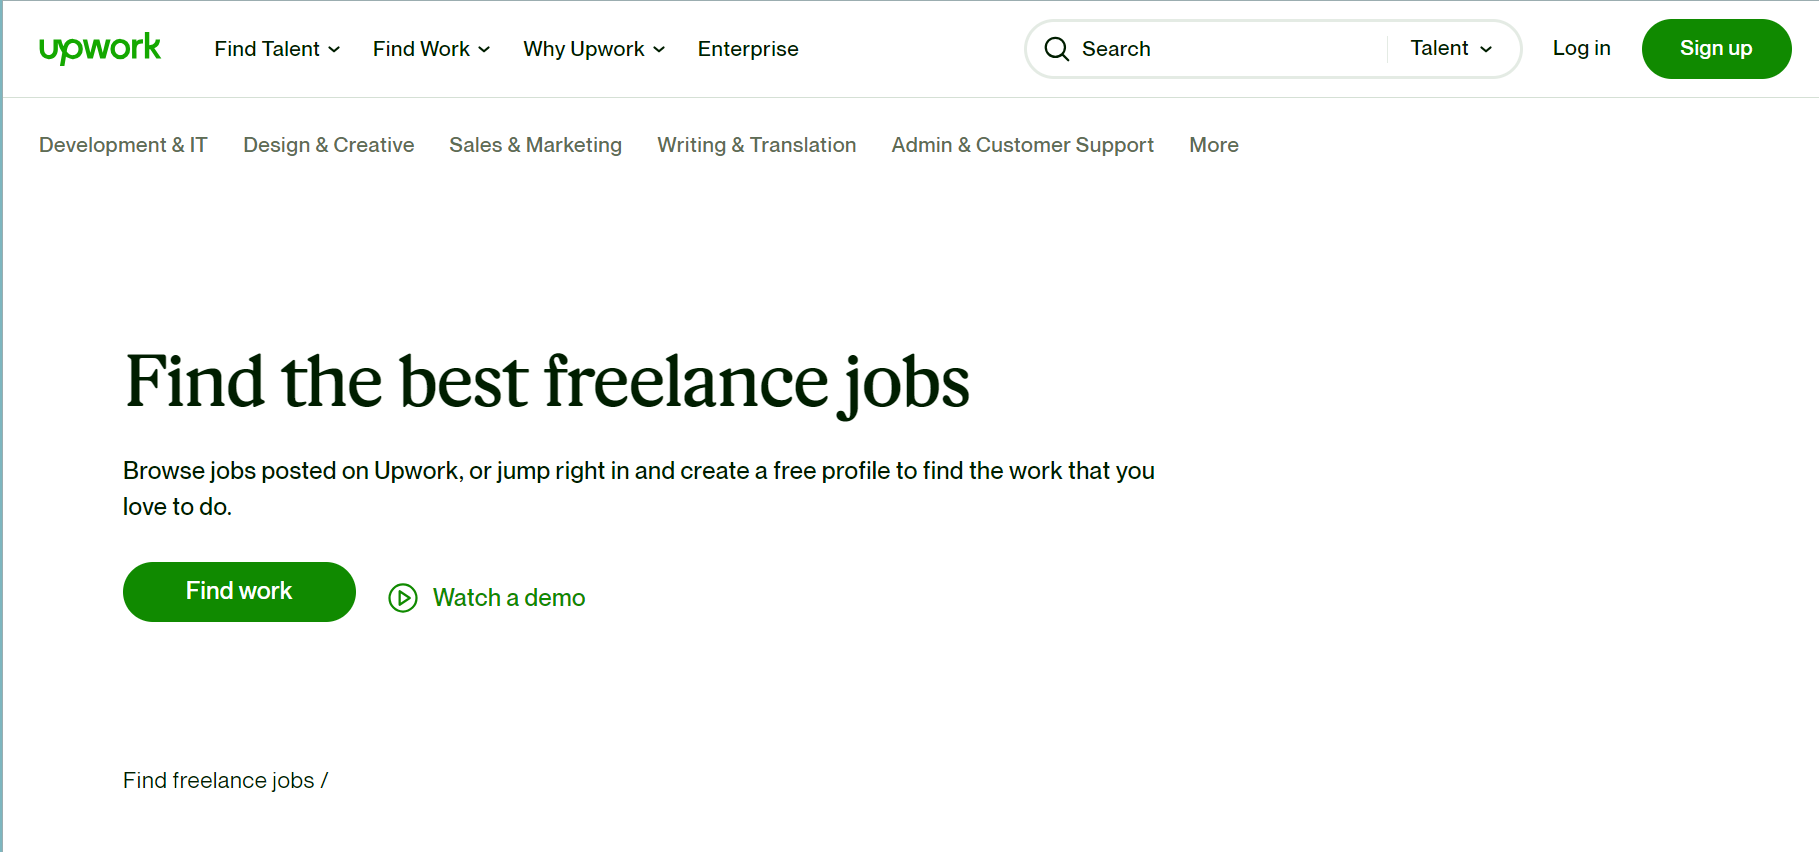 upwork Find Talent Find Work Why Upwork Enterprise Search Talent Log in Sign up
Development & IT Design & Creative Sales & Marketing Writing & Translation Admin & Customer Support More
Find the best freelance jobs
Browse jobs posted on Upwork, or jump right in and create a free profile to find the work that you
love to do.
Find work Watch a demo
Find freelance jobs /